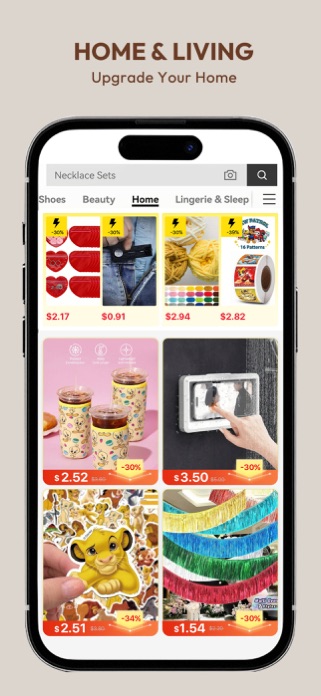 HOME & LIVING
Upgrade Your Home
Necklace Sets
Shoes Beauty Home Lingerie & Sleep
-30% -30% -30% -39%
16 Patterns
$2.17 $0.91 $2.94 $2.82
-30% -30%
$2.52 $3.50
-34% -30%
$2.51 $1.54